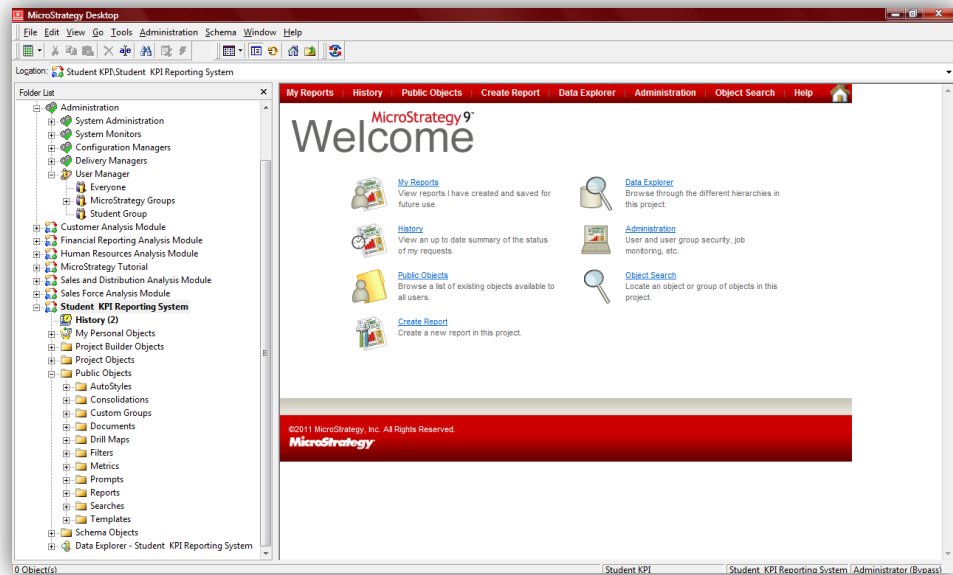 MicroStrategy Desktop
File Edit View Go Tools Administration Schema Window Help
Location: Student KPI\Student KPI Reporting System
Folder List
Administration
System Administration
System Monitors
Configuration Managers
Delivery Managers
User Manager
Everyone
MicroStrategy Groups
Student Group
Customer Analysis Module
Financial Reporting Analysis Module
Human Resources Analysis Module
MicroStrategy Tutorial
Sales and Distribution Analysis Module
Sales Force Analysis Module
Student KPI Reporting System
History (2)
My Personal Objects
Project Builder Objects
Project Objects
Public Objects
AutoStyles
Consolidations
Custom Groups
Documents
Drill Maps
Filters
Metrics
Prompts
Reports
Searches
Templates
Schema Objects
Data Explorer - Student KPI Reporting System
My Reports History Public Objects Create Report Data Explorer Administration Object Search Help
MicroStrategy 9™
Welcome
My Reports
View reports I have created and saved for
future use.
History
View an up to date summary of the status
of my requests.
Public Objects
Browse a list of existing objects available to
all users.
Create Report
Create a new report in this project.
Data Explorer
Browse through the different hierarchies in
this project.
Administration
User and user group security, job
monitoring, etc.
Object Search
Locate an object or group of objects in this
project.
©2011 MicroStrategy, Inc. All Rights Reserved.
MicroStrategy
0 Object(s) Student KPI Student KPI Reporting System Administrator (Bypass)